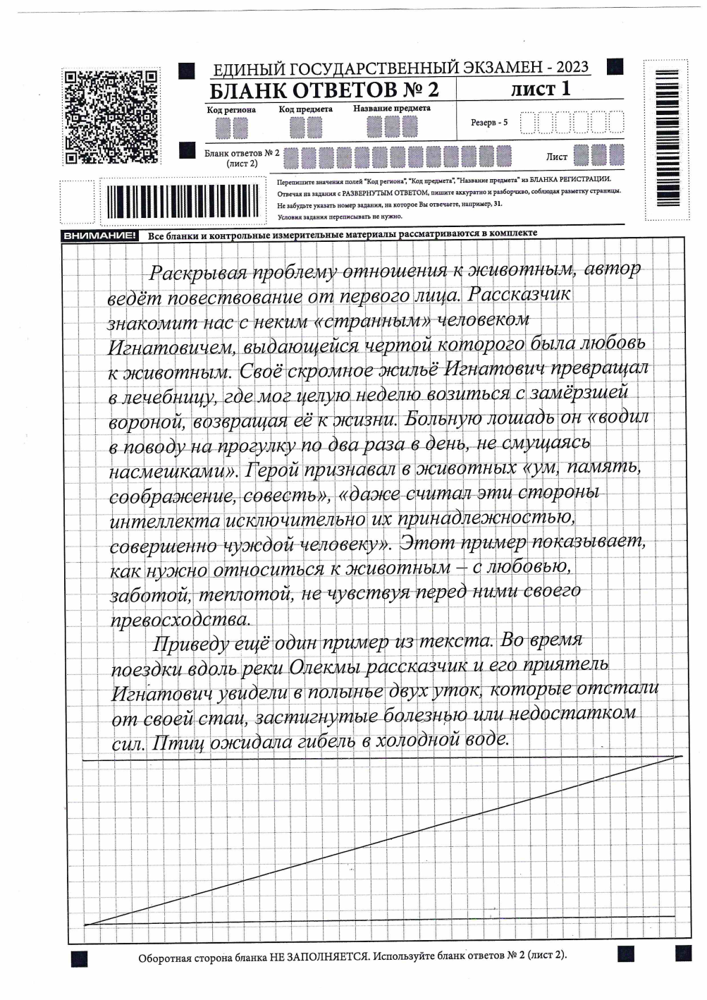 ЕДИНЫЙ ГОСУДАРСТВЕННЫЙ ЭКЗАМЕН - 2023
БЛАНК ОТВЕТОВ № 2
лист 1
Код региона
Код предмета
Название предмета
Резерв - 5
Бланк ответов № 2
(лист 2)
Лист
Перепишите значения полей "Код региона", "Код предмета", "Название предмета" из БЛАНКА РЕГИСТРАЦИИ.
Отвечая на задания с РАЗВЕРНУТЫМ ОТВЕТОМ, пишите аккуратно и разборчиво, соблюдая разметку страницы.
Не забудьте указать номер задания, на которое Вы отвечаете, например, 31.
Условия задания переписывать не нужно.
ВНИМАНИЕ! Все бланки и контрольные измерительные материалы рассматриваются в комплекте
Раскрывая проблему отношения к животным, автор
ведёт повествование от первого лица. Рассказчик
знакомит нас с неким «странным» человеком
Игнатовичем, выдающейся чертой которого была любовь
к животным. Своё скромное жильё Игнатович превращал
в лечебницу, где мог целую неделю возиться с замёрзшей
вороной, возвращая её к жизни. Больную лошадь он «водил
в поводу на прогулку по два раза в день, не смущаясь
насмешками». Герой признавал в животных «ум, память,
соображение, совесть», «даже считал эти стороны
интеллекта исключительно их принадлежностью,
совершенно чуждой человеку». Этот пример показывает,
как нужно относиться к животным – с любовью,
заботой, теплотой, не чувствуя перед ними своего
превосходства.
Приведу ещё один пример из текста. Во время
поездки вдоль реки Олекмы рассказчик и его приятель
Игнатович увидели в полынье двух уток, которые отстали
от своей стаи, застигнутые болезнью или недостатком
сил. Птиц ожидала гибель в холодной воде.
Оборотная сторона бланка НЕ ЗАПОЛНЯЕТСЯ. Используйте бланк ответов № 2 (лист 2).